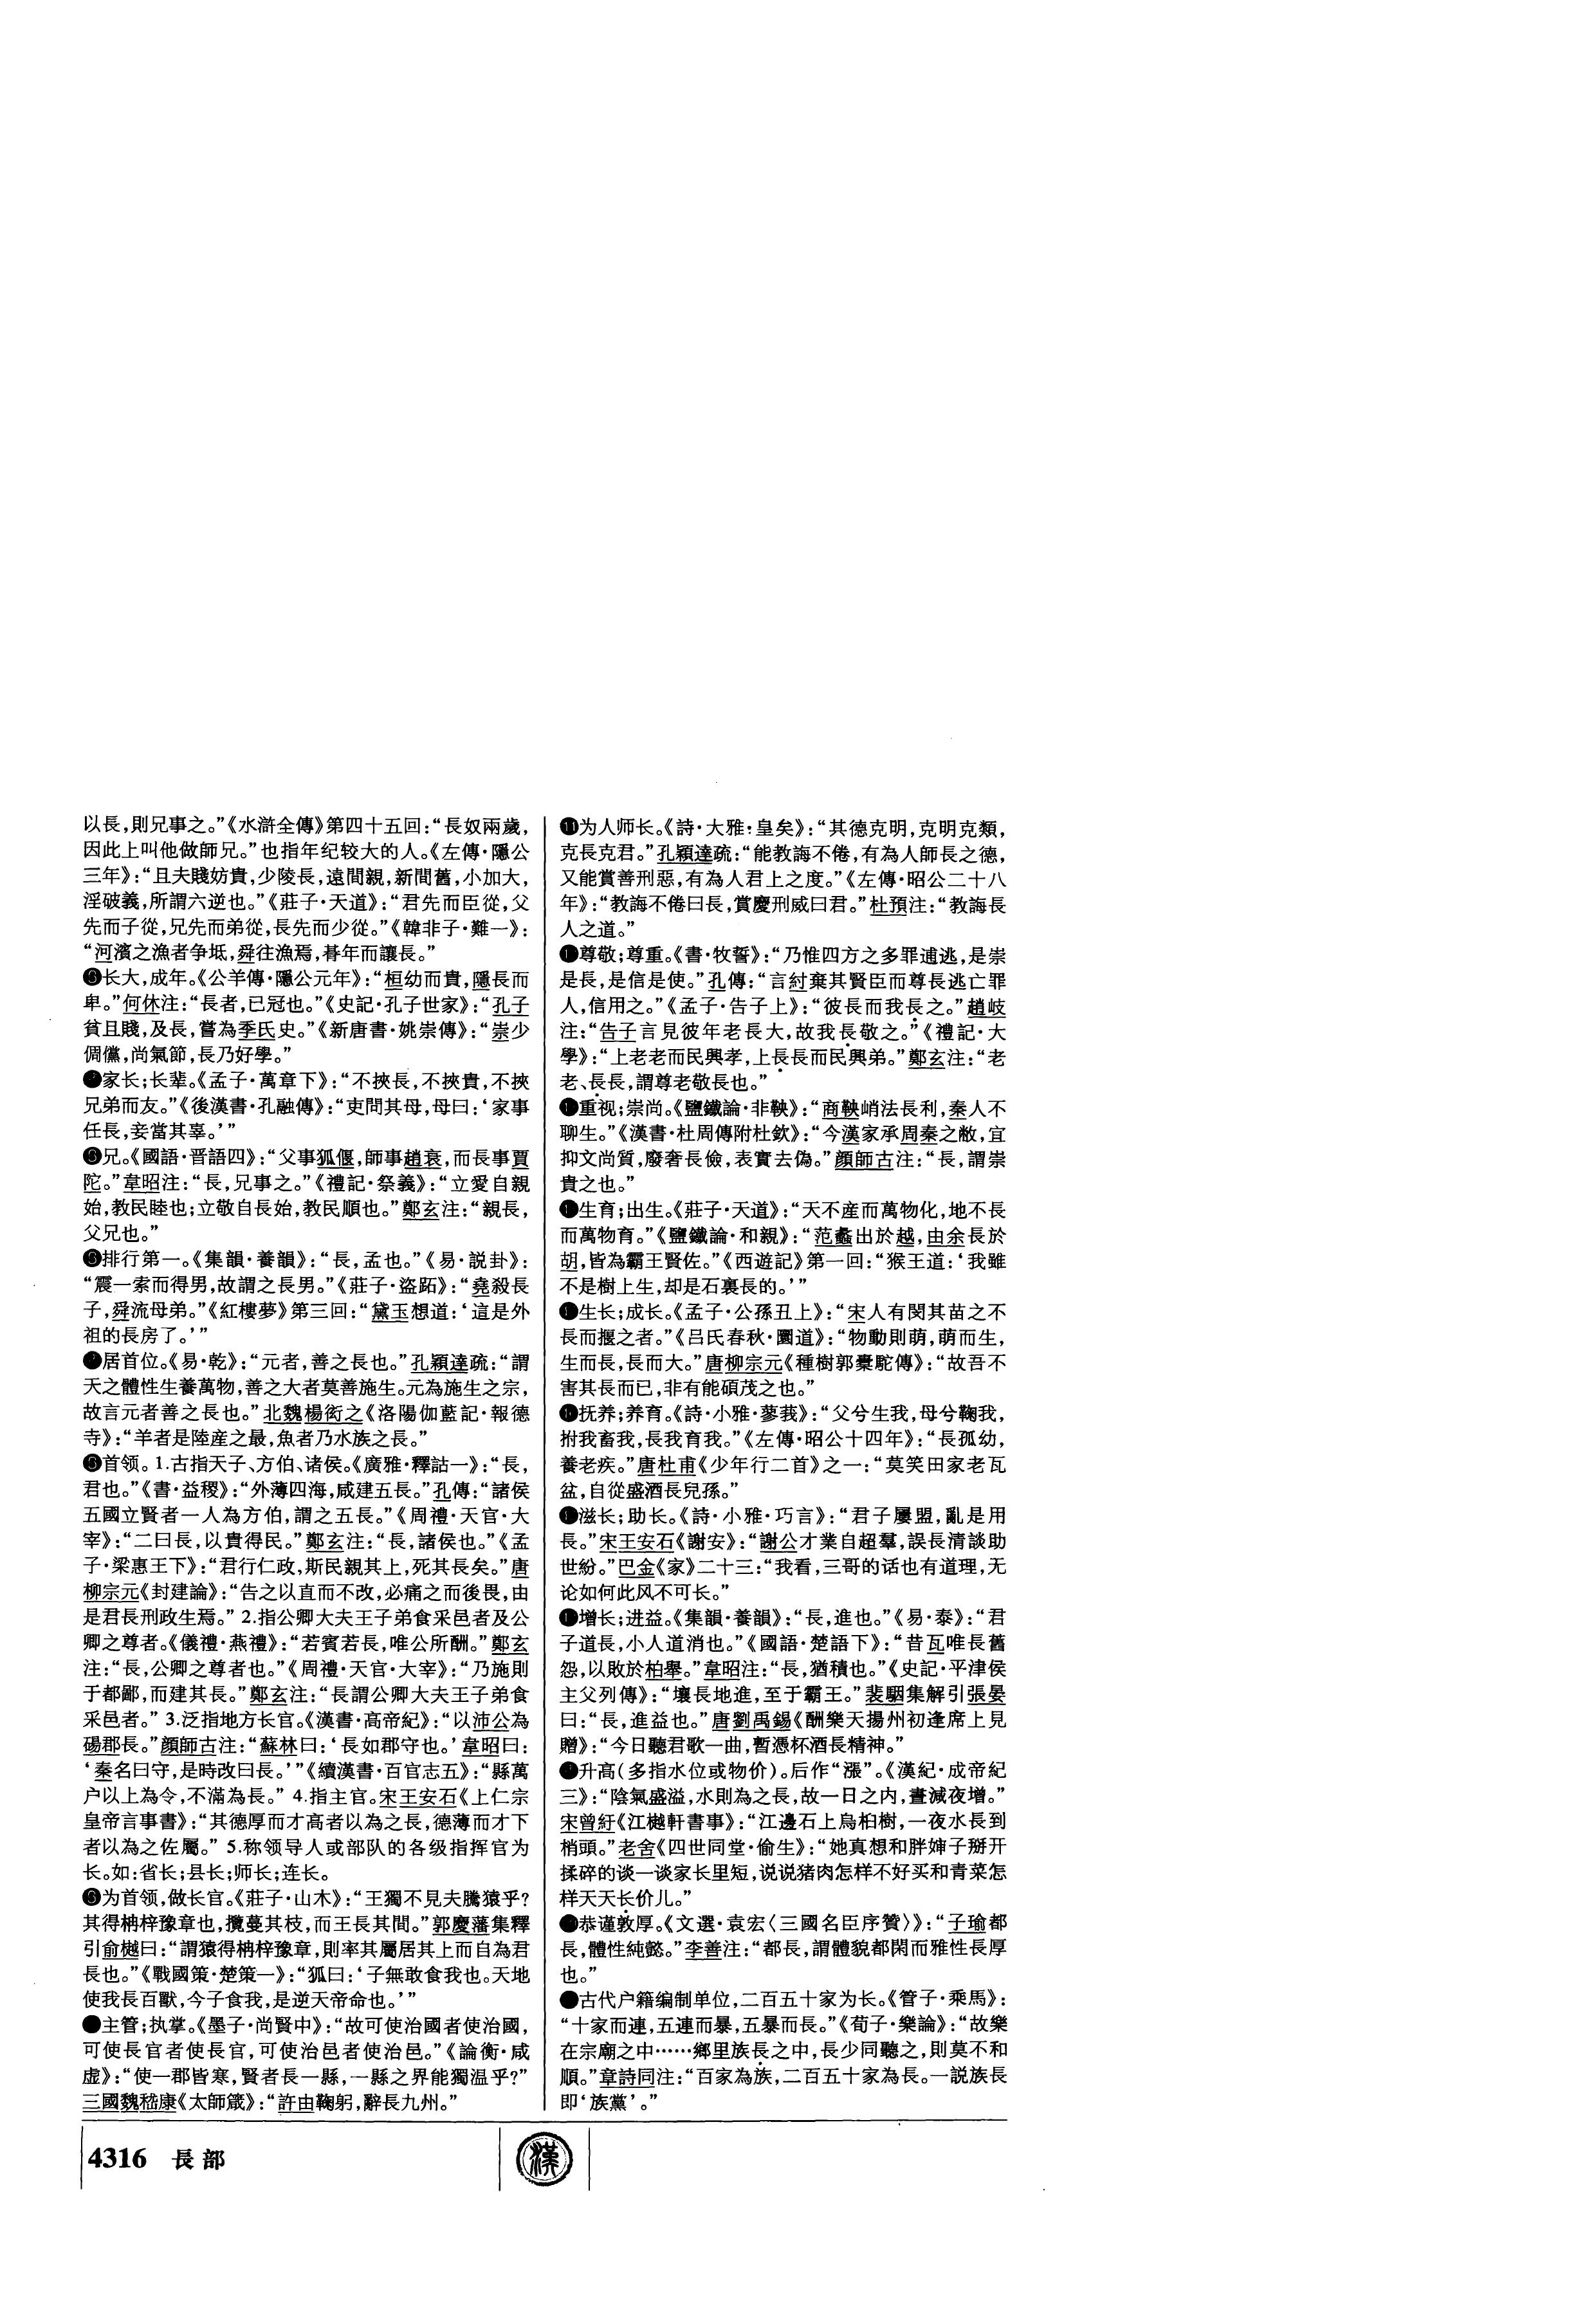 以長,則兄事之。”《水滸全傳》第四十五回:“長奴兩歲,
因此上叫他做師兄。”也指年纪较大的人。《左傳·隱公
三年》:“且夫賤妨貴,少陵長,遠間親,新間舊,小加大,
淫破義,所謂六逆也。”《莊子·天道》:“君先而臣從,父
先而子從,兄先而弟從,長先而少從。”《韓非子·難一》:
“河濱之漁者争坻,舜往漁焉,朞年而讓長。”
长大,成年。《公羊傳·隱公元年》:“桓幼而貴,隱長而
卑。”何休注:“長者,已冠也。”《史記·孔子世家》:“孔子
貧且賤,及長,嘗為季氏史。”《新唐書·姚崇傳》:“崇少
倜儻,尚氣節,長乃好學。”
家长;长辈。《孟子·萬章下》:“不挾長,不挾貴,不挾
兄弟而友。”《後漢書·孔融傳》:“吏問其母,母曰:‘家事
任長,妾當其辜。’”
兄。《國語·晋語四》:“父事狐偃,師事趙衰,而長事賈
陀。”韋昭注:“長,兄事之。”《禮記·祭義》:“立愛自親
始,教民睦也;立敬自長始,教民順也。”鄭玄注:“親長,
父兄也。”
排行第一。《集韻·養韻》:“長,孟也。”《易·説卦》:
“震一索而得男,故謂之長男。”《莊子·盜跖》:“堯殺長
子,舜流母弟。”《紅樓夢》第三回:“黛玉想道:‘這是外
祖的長房了。’”
居首位。《易·乾》:“元者,善之長也。”孔穎達疏:“謂
天之體性生養萬物,善之大者莫善施生。元為施生之宗,
故言元者善之長也。”北魏楊衒之《洛陽伽藍記·報德
寺》:“羊者是陸産之最,魚者乃水族之長。”
首领。1.古指天子、方伯、诸侯。《廣雅·釋詁一》:“長,
君也。”《書·益稷》:“外薄四海,咸建五長。”孔傳:“諸侯
五國立賢者一人為方伯,謂之五長。”《周禮·天官·大
宰》:“二曰長,以貴得民。”鄭玄注:“長,諸侯也。”《孟
子·梁惠王下》:“君行仁政,斯民親其上,死其長矣。”唐
柳宗元《封建論》:“告之以直而不改,必痛之而後畏,由
是君長刑政生焉。” 2.指公卿大夫王子弟食采邑者及公
卿之尊者。《儀禮·燕禮》:“若賓若長,唯公所酬。”鄭玄
注:“長,公卿之尊者也。”《周禮·天官·大宰》:“乃施則
于都鄙,而建其長。”鄭玄注:“長謂公卿大夫王子弟食
采邑者。” 3.泛指地方长官。《漢書·高帝紀》:“以沛公為
碭郡長。”顔師古注:“蘇林曰:‘長如郡守也。’韋昭曰:
‘秦名曰守,是時改曰長。’”《續漢書·百官志五》:“縣萬
户以上為令,不滿為長。” 4.指主官。宋王安石《上仁宗
皇帝言事書》:“其德厚而才高者以為之長,德薄而才下
者以為之佐屬。” 5.称领导人或部队的各级指挥官为
长。如:省长;县长;师长;连长。
为首领,做长官。《莊子·山木》:“王獨不見夫騰猿乎?
其得枏梓豫章也,攬蔓其枝,而王長其間。”郭慶藩集釋
引俞樾曰:“謂猿得枏梓豫章,則率其屬居其上而自為君
長也。”《戰國策·楚策一》:“狐曰:‘子無敢食我也。天地
使我長百獸,今子食我,是逆天帝命也。’”
主管;执掌。《墨子·尚賢中》:“故可使治國者使治國,
可使長官者使長官,可使治邑者使治邑。”《論衡·感
虚》:“使一郡皆寒,賢者長一縣,一縣之界能獨温乎?”
三國魏嵇康《太師箴》:“許由鞠躬,辭長九州。”
⓫为人师长。《詩·大雅·皇矣》:“其德克明,克明克類,
克長克君。”孔穎達疏:“能教誨不倦,有為人師長之德,
又能賞善刑惡,有為人君上之度。”《左傳·昭公二十八
年》:“教誨不倦曰長,賞慶刑威曰君。”杜預注:“教誨長
人之道。”
尊敬;尊重。《書·牧誓》:“乃惟四方之多罪逋逃,是崇
是長,是信是使。”孔傳:“言紂棄其賢臣而尊長逃亡罪
人,信用之。”《孟子·告子上》:“彼長而我長之。”趙岐
注:“告子言見彼年老長大,故我長敬之。”《禮記·大
學》:“上老老而民興孝,上長長而民興弟。”鄭玄注:“老
老、長長,謂尊老敬長也。”
重视;崇尚。《鹽鐵論·非鞅》:“商鞅峭法長利,秦人不
聊生。”《漢書·杜周傳附杜欽》:“今漢家承周秦之敝,宜
抑文尚質,廢奢長儉,表實去偽。”顔師古注:“長,謂崇
貴之也。”
生育;出生。《莊子·天道》:“天不産而萬物化,地不長
而萬物育。”《鹽鐵論·和親》:“范蠡出於越,由余長於
胡,皆為霸王賢佐。”《西遊記》第一回:“猴王道:‘我雖
不是樹上生,却是石裏長的。’”
生长;成长。《孟子·公孫丑上》:“宋人有閔其苗之不
長而揠之者。”《吕氏春秋·圜道》:“物動則萌,萌而生,
生而長,長而大。”唐柳宗元《種樹郭橐駝傳》:“故吾不
害其長而已,非有能碩茂之也。”
抚养;养育。《詩·小雅·蓼莪》:“父兮生我,母兮鞠我,
拊我畜我,長我育我。”《左傳·昭公十四年》:“長孤幼,
養老疾。”唐杜甫《少年行二首》之一:“莫笑田家老瓦
盆,自從盛酒長兒孫。”
滋长;助长。《詩·小雅·巧言》:“君子屢盟,亂是用
長。”宋王安石《謝安》:“謝公才業自超羣,誤長清談助
世紛。”巴金《家》二十三:“我看,三哥的话也有道理,无
论如何此风不可长。”
增长;进益。《集韻·養韻》:“長,進也。”《易·泰》:“君
子道長,小人道消也。”《國語·楚語下》:“昔瓦唯長舊
怨,以敗於柏舉。”韋昭注:“長,猶積也。”《史記·平津侯
主父列傳》:“壤長地進,至于霸王。”裴駰集解引張晏
曰:“長,進益也。”唐劉禹錫《酬樂天揚州初逢席上見
贈》:“今日聽君歌一曲,暫憑杯酒長精神。”
升高(多指水位或物价)。后作“漲”。《漢紀·成帝紀
三》:“陰氣盛溢,水則為之長,故一日之内,晝減夜增。”
宋曾紆《江樾軒書事》:“江邊石上烏桕樹,一夜水長到
梢頭。”老舍《四世同堂·偷生》:“她真想和胖婶子掰开
揉碎的谈一谈家长里短,说说猪肉怎样不好买和青菜怎
样天天长价儿。”
恭谨敦厚。《文選·袁宏〈三國名臣序贊〉》:“子瑜都
長,體性純懿。”李善注:“都長,謂體貌都閑而雅性長厚
也。”
古代户籍编制单位,二百五十家为长。《管子·乘馬》:
“十家而連,五連而暴,五暴而長。”《荀子·樂論》:“故樂
在宗廟之中……鄉里族長之中,長少同聽之,則莫不和
順。”章詩同注:“百家為族,二百五十家為長。一説族長
即‘族黨’。”
4316 長部
漢